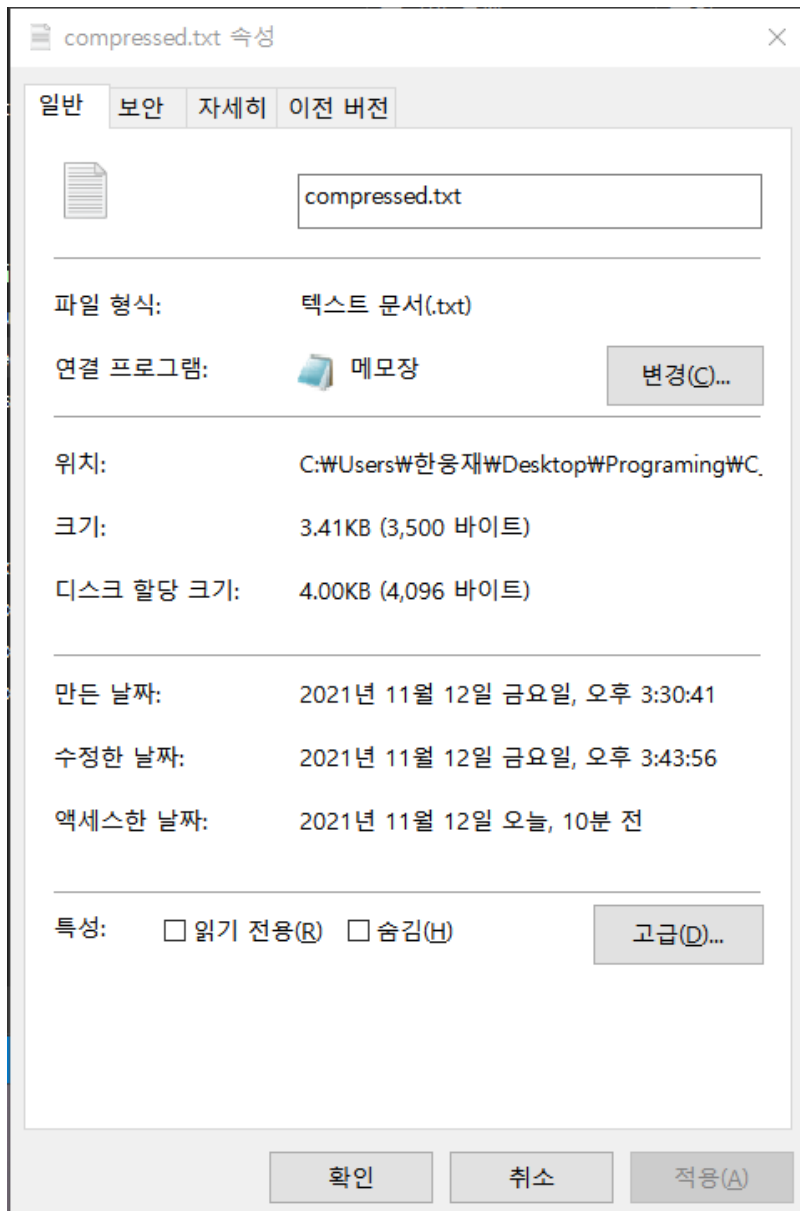 compressed.txt 속성
일반 보안 자세히 이전 버전
compressed.txt
파일 형식: 텍스트 문서(.txt)
연결 프로그램: 메모장 변경(C)...
위치: C:₩Users₩한웅재₩Desktop₩Programing₩C_
크기: 3.41KB (3,500 바이트)
디스크 할당 크기: 4.00KB (4,096 바이트)
만든 날짜: 2021년 11월 12일 금요일, 오후 3:30:41
수정한 날짜: 2021년 11월 12일 금요일, 오후 3:43:56
액세스한 날짜: 2021년 11월 12일 오늘, 10분 전
특성: 읽기 전용(R) 숨김(H) 고급(D)...
확인 취소 적용(A)